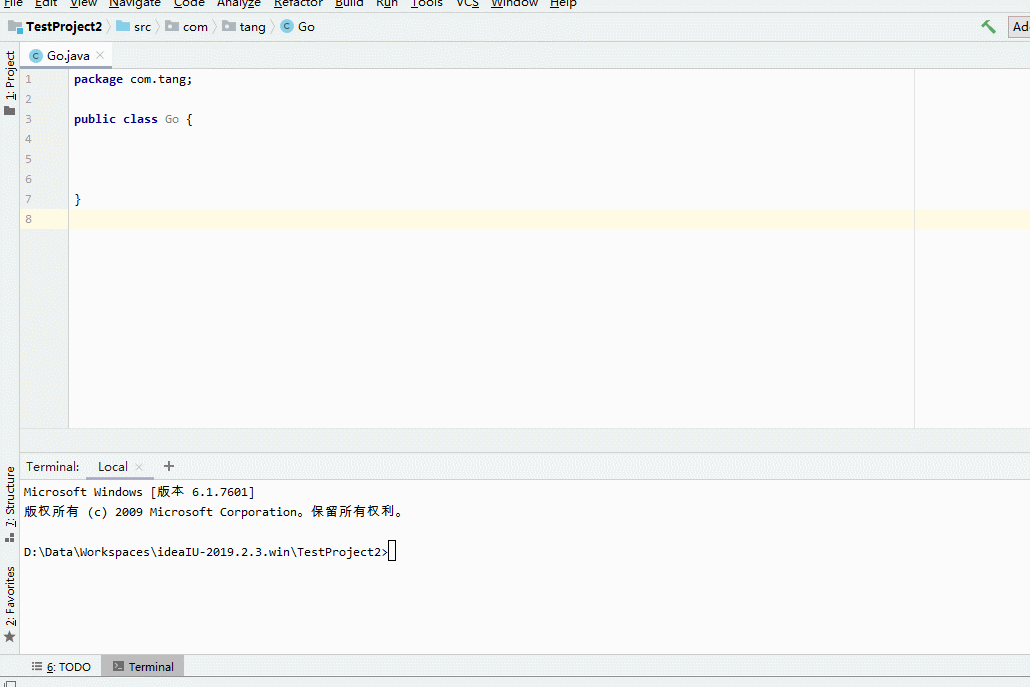 File Edit View Navigate Code Analyze Refactor Build Run Tools VCS Window Help
TestProject2 src com tang Go
Ad
1: Project
Go.java
1 package com.tang;
2
3 public class Go {
4
5
6
7 }
8
7: Structure
2: Favorites
Terminal: Local
Microsoft Windows [版本 6.1.7601]
版权所有 (c) 2009 Microsoft Corporation。保留所有权利。
D:\Data\Workspaces\ideaIU-2019.2.3.win\TestProject2>
6: TODO Terminal